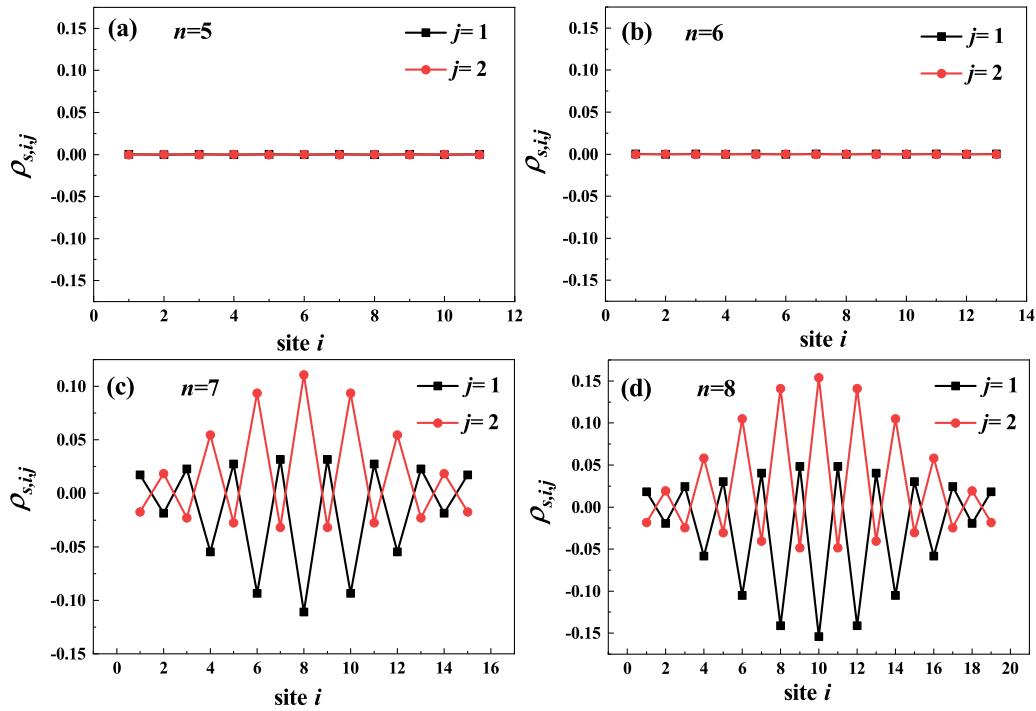 (a) n=5
j= 1
j= 2
0.15
0.10
0.05
0.00
-0.05
-0.10
-0.15
ρs,i,j
0 2 4 6 8 10 12
site i
(b) n=6
j= 1
j= 2
0.15
0.10
0.05
0.00
-0.05
-0.10
-0.15
ρs,i,j
0 2 4 6 8 10 12 14
site i
(c) n=7
j= 1
j= 2
0.10
0.05
0.00
-0.05
-0.10
-0.15
ρs,i,j
0 2 4 6 8 10 12 14 16
site i
(d) n=8
j= 1
j= 2
0.15
0.10
0.05
0.00
-0.05
-0.10
-0.15
ρs,i,j
0 2 4 6 8 10 12 14 16 18 20
site i